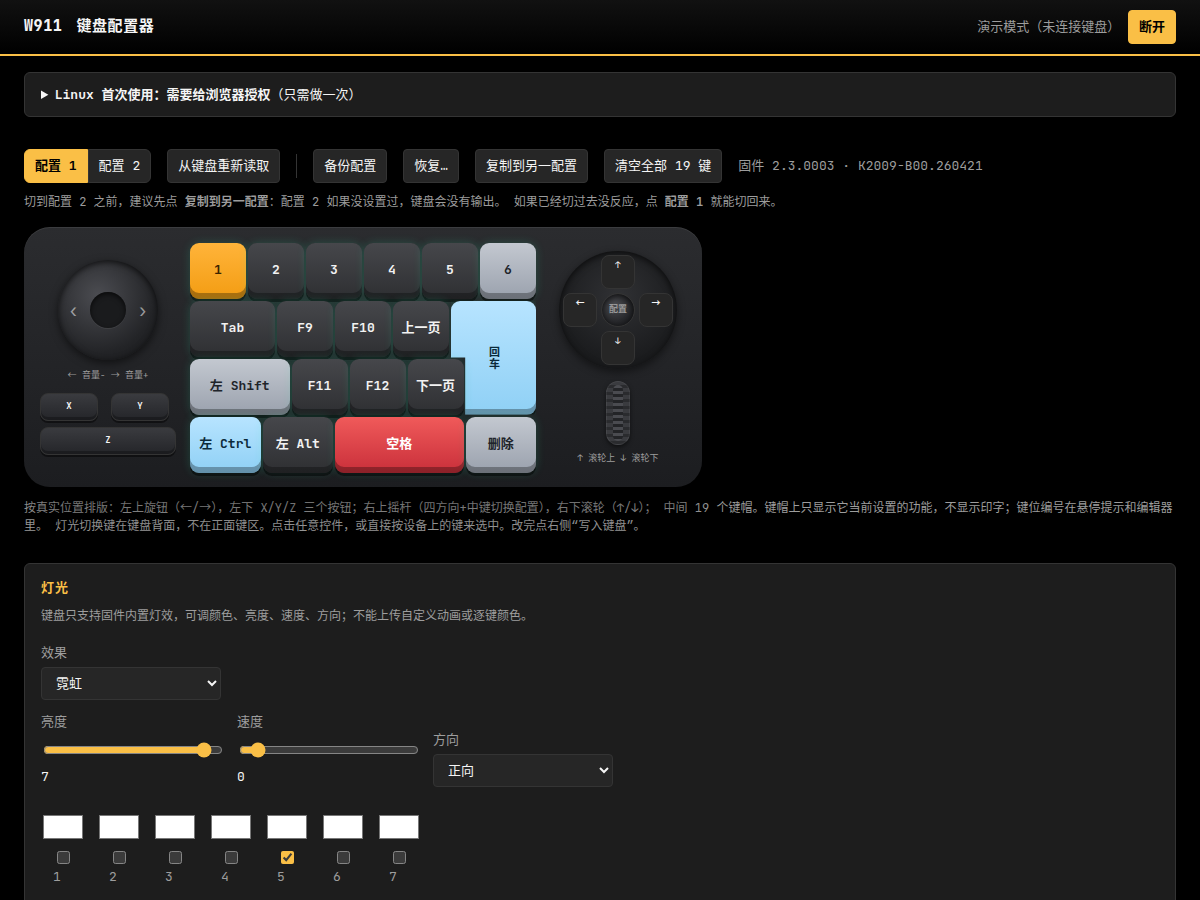 W911 键盘配置器
演示模式（未连接键盘） 断开
▶ Linux 首次使用：需要给浏览器授权（只需做一次）
配置 1 配置 2 从键盘重新读取 备份配置 恢复… 复制到另一配置 清空全部 19 键 固件 2.3.0003 · K2009-B00.260421
切到配置 2 之前，建议先点 复制到另一配置：配置 2 如果没设置过，键盘会没有输出。 如果已经切过去没反应，点 配置 1 就能切回来。
1 2 3 4 5 6
Tab F9 F10 上一页 回车
左 Shift F11 F12 下一页
左 Ctrl 左 Alt 空格 删除
‹ ›
← 音量- → 音量+
X Y
Z
↑
← 配置 →
↓
↑ 滚轮上 ↓ 滚轮下
按真实位置排版：左上旋钮（←/→），左下 X/Y/Z 三个按钮；右上摇杆（四方向+中键切换配置），右下滚轮（↑/↓）； 中间 19 个键帽。键帽上只显示它当前设置的功能，不显示印字；键位编号在悬停提示和编辑器
里。 灯光切换键在键盘背面，不在正面键区。点击任意控件，或直接按设备上的键来选中。改完点右侧“写入键盘”。
灯光
键盘只支持固件内置灯效，可调颜色、亮度、速度、方向；不能上传自定义动画或逐键颜色。
效果
霓虹
亮度 速度 方向
正向
7 0
1 2 3 4 5 6 7